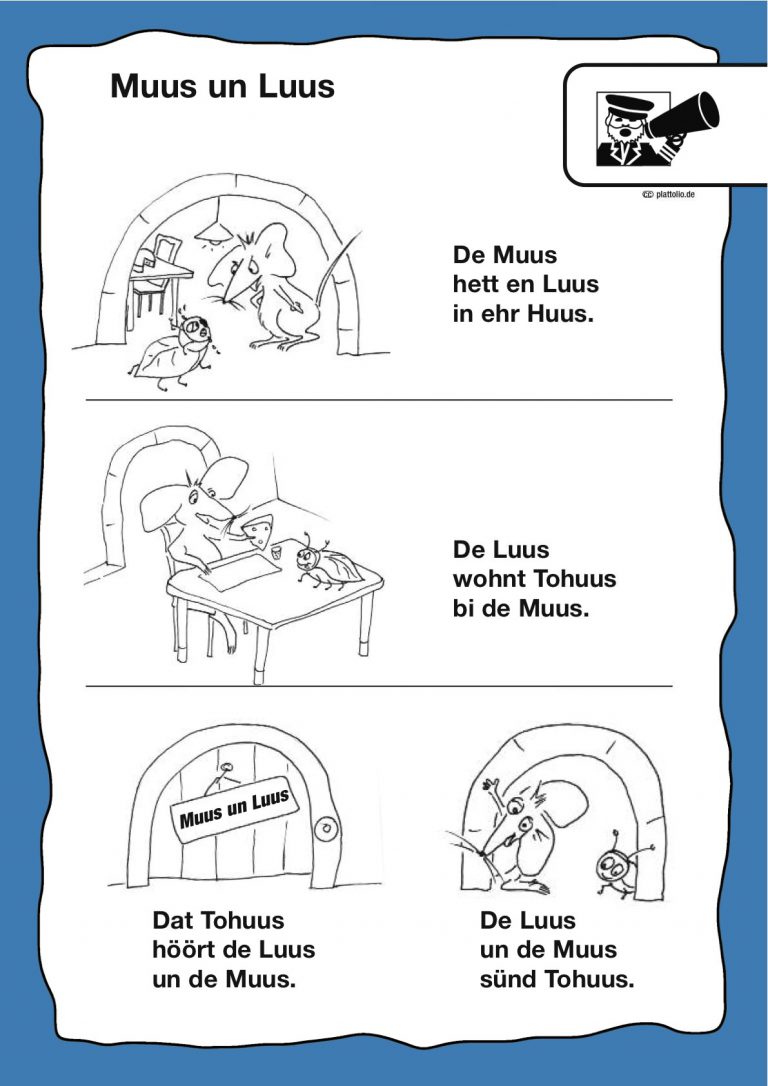 Muus un Luus
cc plattolio.de
De Muus
hett en Luus
in ehr Huus.
De Luus
wohnt Tohuus
bi de Muus.
Muus un Luus
Dat Tohuus
höört de Luus
un de Muus.
De Luus
un de Muus
sünd Tohuus.